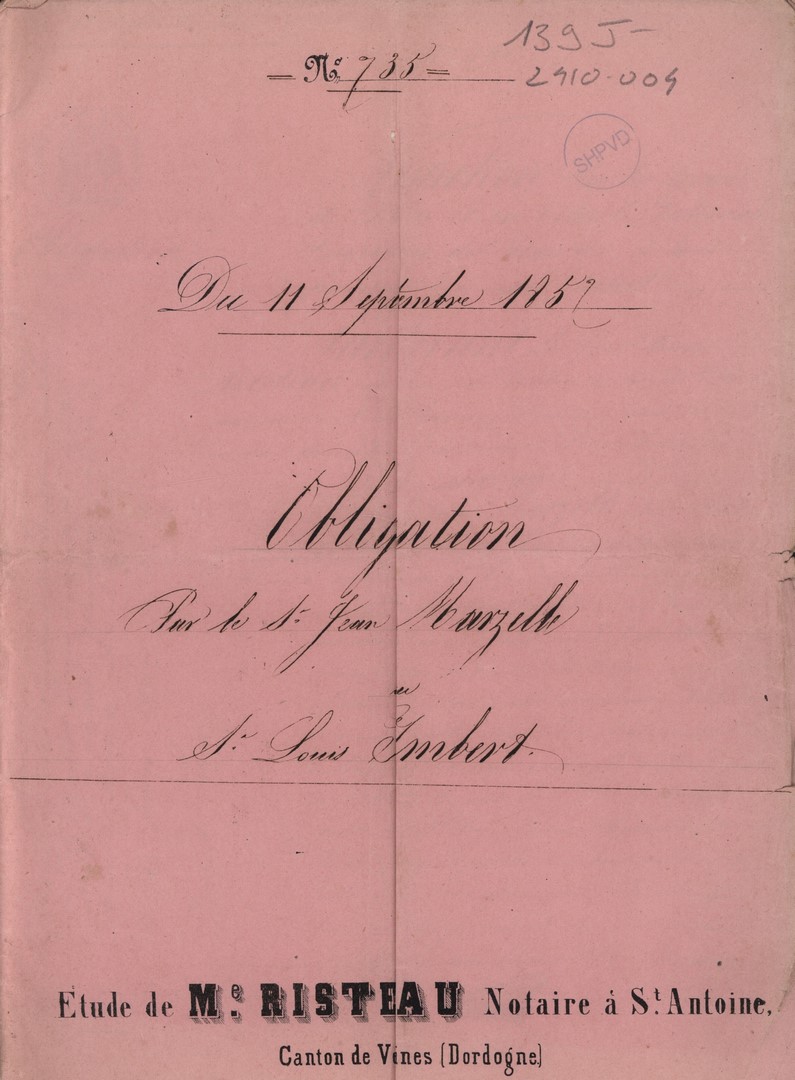 139 J
N.º 735
2910-004
SHPVD
Du 11 Septembre 1852
Obligation
Par le Sr Jean Marzelle
au
Sr Louis Imbert.
Etude de Me. RISTEAU Notaire à St. Antoine,
Canton de Vines (Dordogne)